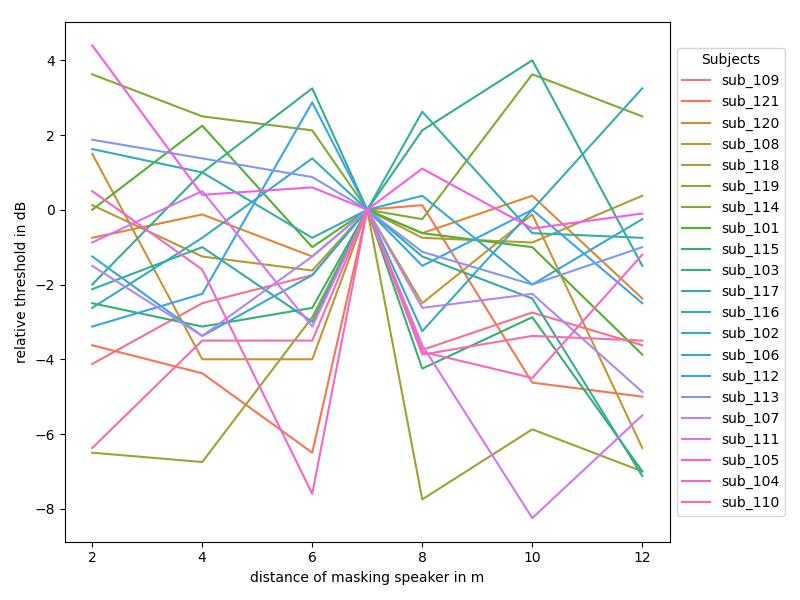 4
2
0
−2
−4
−6
−8
relative threshold in dB
2 4 6 8 10 12
distance of masking speaker in m
Subjects
sub_109
sub_121
sub_120
sub_108
sub_118
sub_119
sub_114
sub_101
sub_115
sub_103
sub_117
sub_116
sub_102
sub_106
sub_112
sub_113
sub_107
sub_111
sub_105
sub_104
sub_110